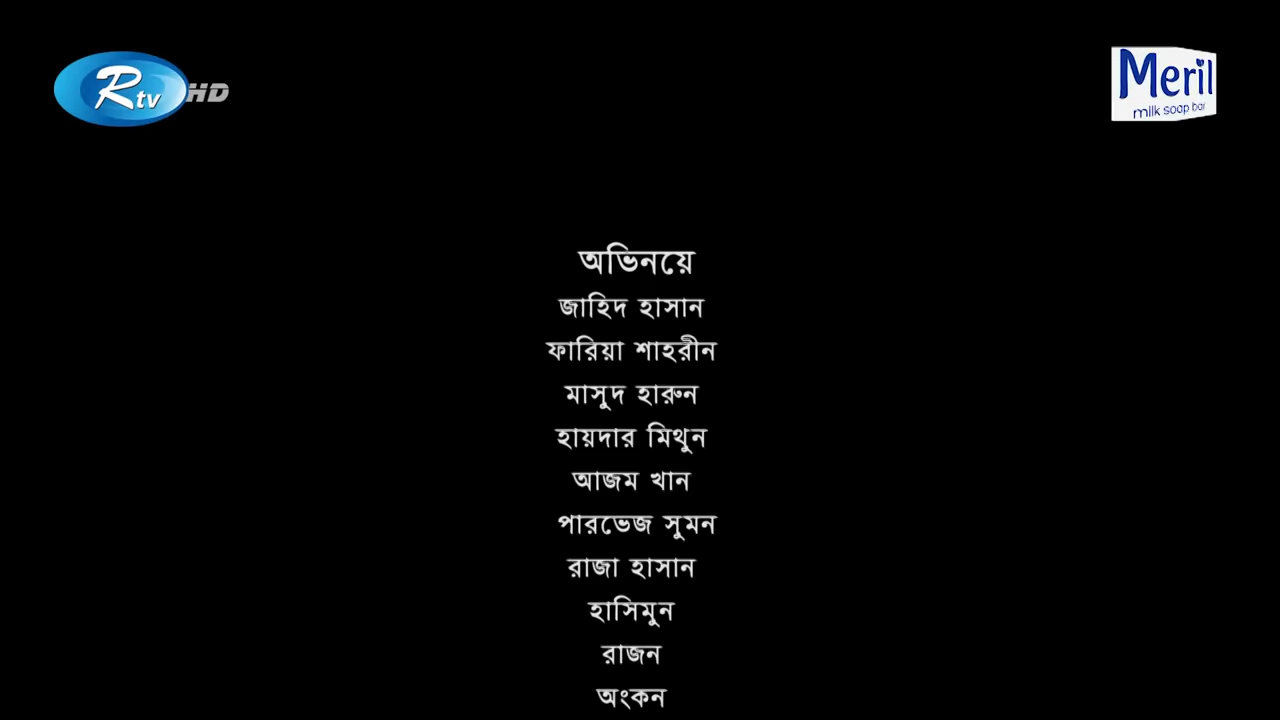 Rtv HD
Meril
milk soap bar
অভিনয়ে
জাহিদ হাসান
ফারিয়া শাহরীন
মাসুদ হারুন
হায়দার মিথুন
আজম খান
পারভেজ সুমন
রাজা হাসান
হাসিমুন
রাজন
অংকন